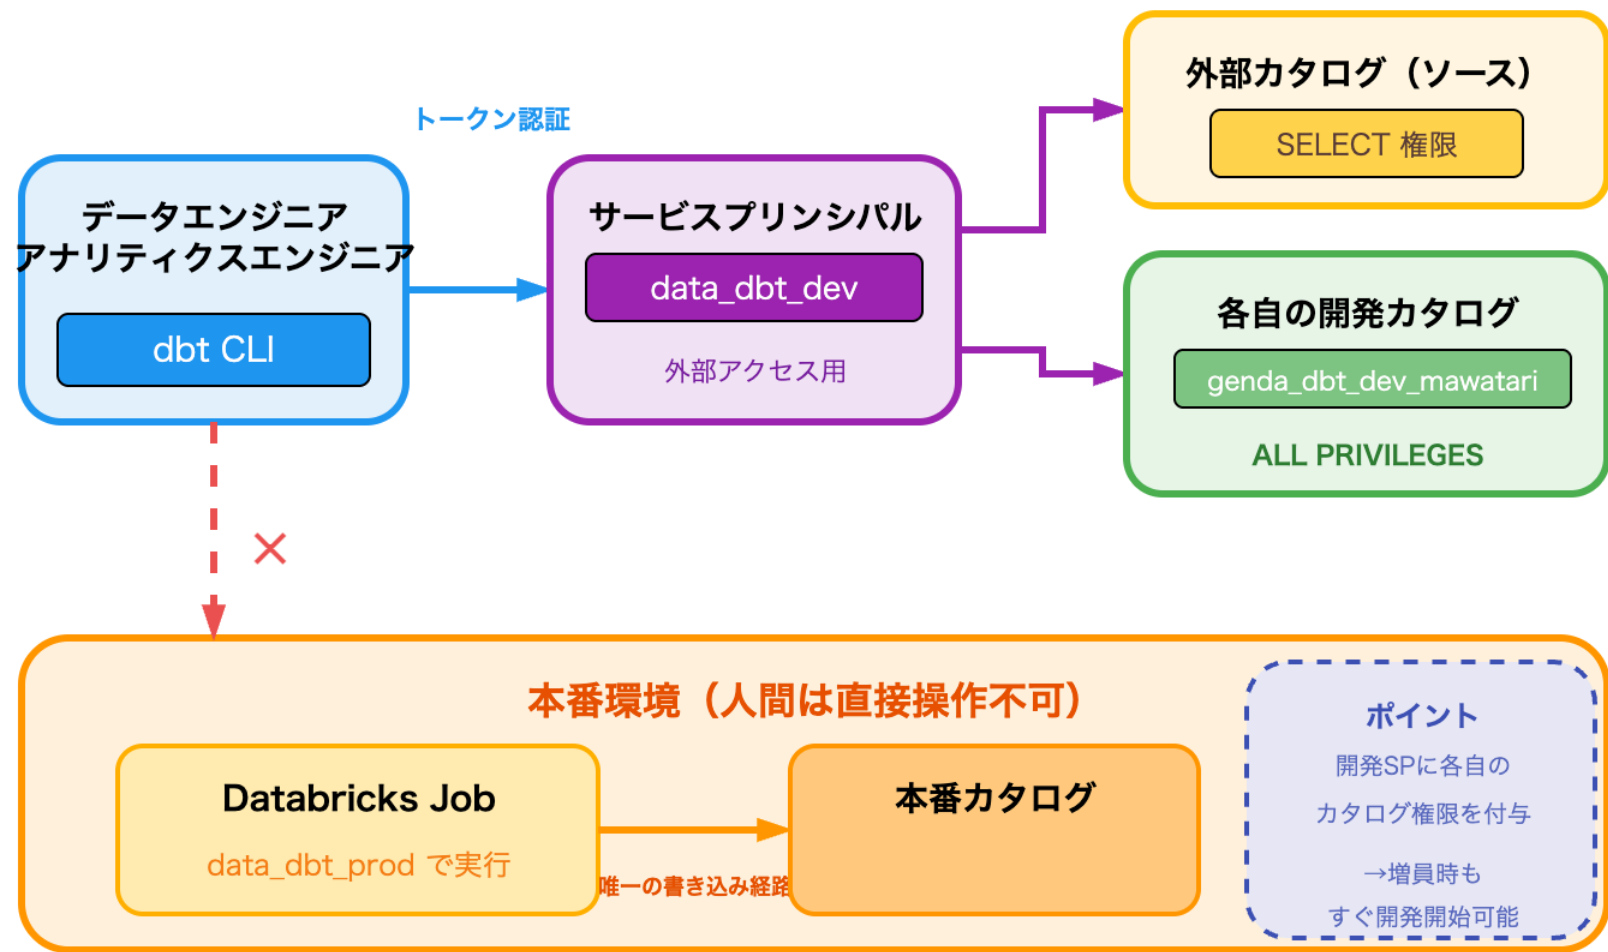 トークン認証
データエンジニア
アナリティクスエンジニア
dbt CLI
サービスプリンシパル
data_dbt_dev
外部アクセス用
外部カタログ（ソース）
SELECT 権限
各自の開発カタログ
genda_dbt_dev_mawatari
ALL PRIVILEGES
×
本番環境（人間は直接操作不可）
Databricks Job
data_dbt_prod で実行
唯一の書き込み経路
本番カタログ
ポイント
開発SPに各自の
カタログ権限を付与
→増員時も
すぐ開発開始可能